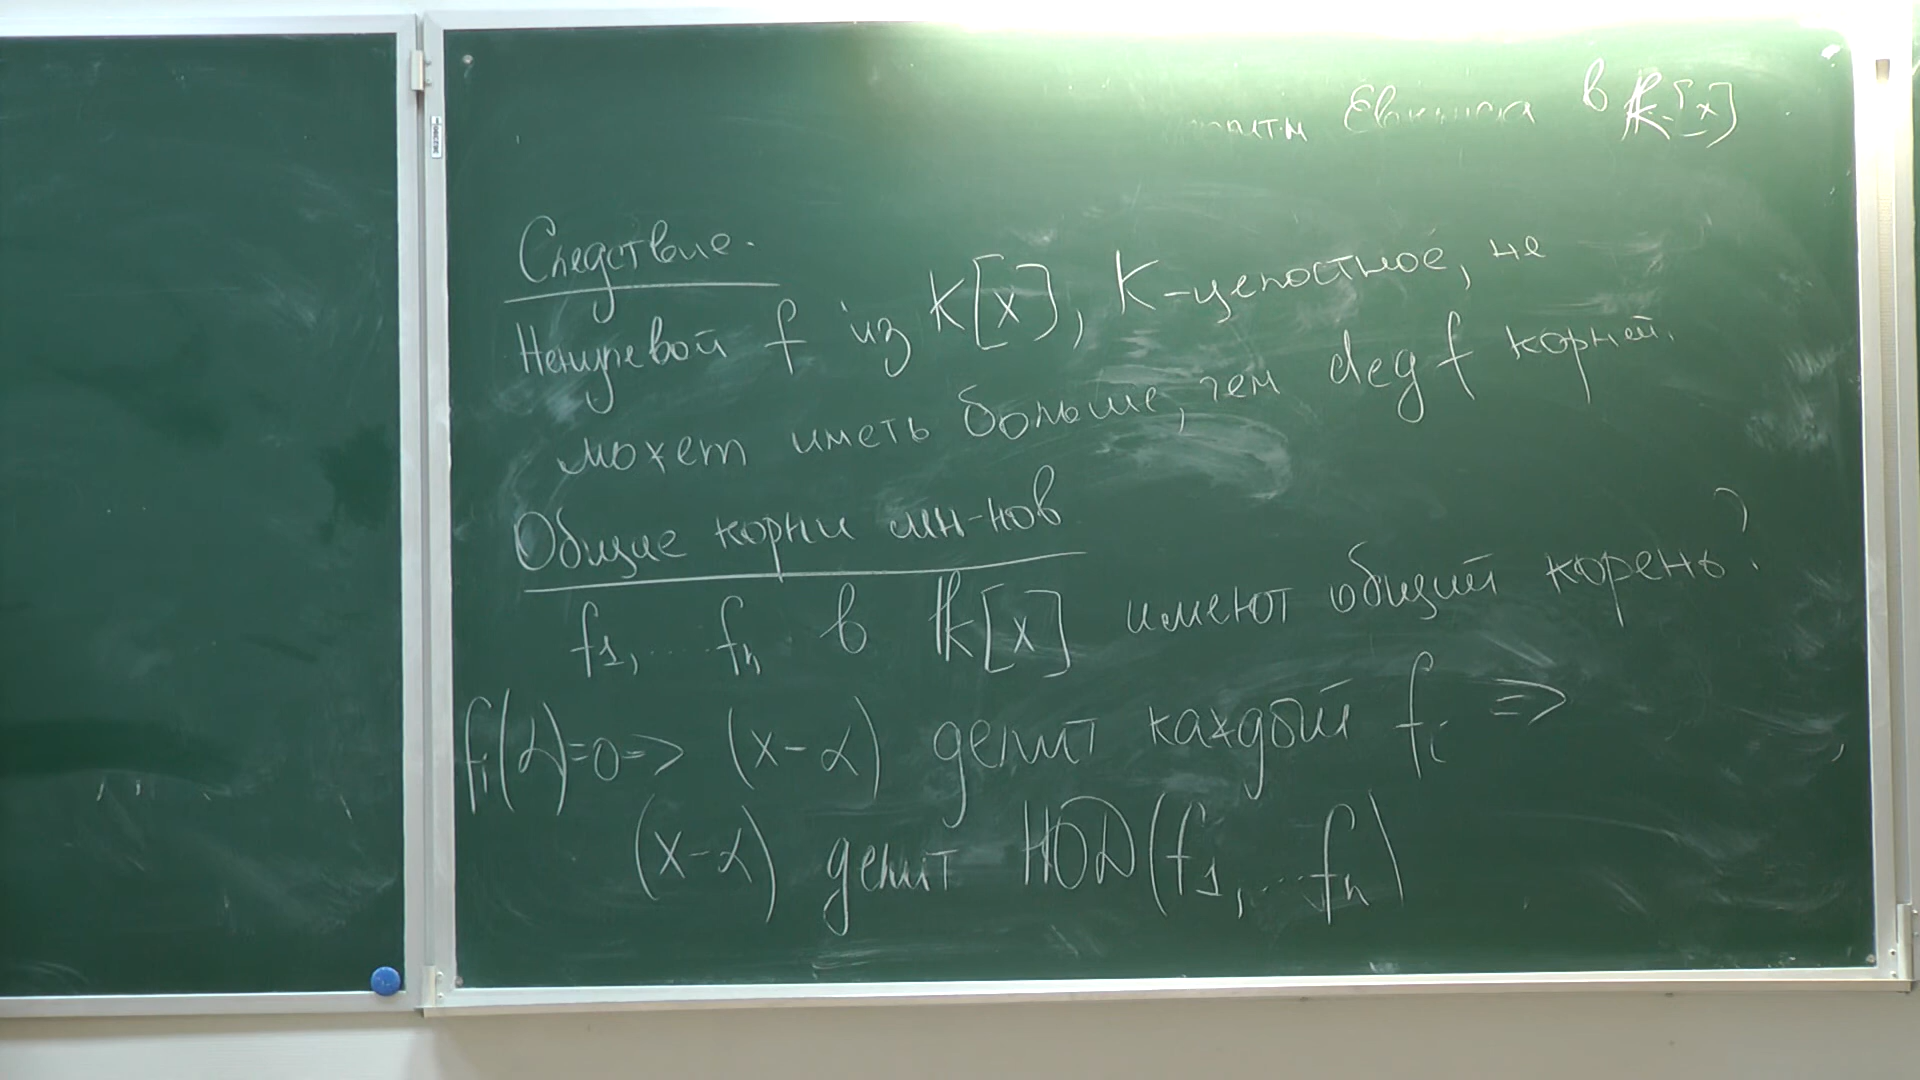 Евклида в 𝕜[x]
Следствие.
Ненулевой f из K[x], K-целостное, не
может иметь больше, чем deg f корней.
Общие корни мн-нов
f₁, ... fₙ в 𝕜[x] имеют общий корень?
fᵢ(α)=0 => (x-α) делит каждый fᵢ =>
(x-α) делит НОД(f₁, ... fₙ)